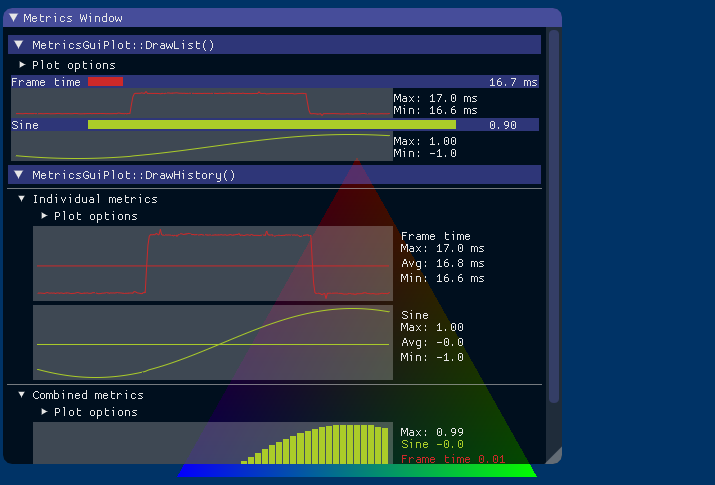 Metrics Window
MetricsGuiPlot::DrawList()
Plot options
Frame time 16.7 ms
Max: 17.0 ms
Min: 16.6 ms
Sine 0.90
Max: 1.00
Min: -1.0
MetricsGuiPlot::DrawHistory()
Individual metrics
Plot options
Frame time
Max: 17.0 ms
Avg: 16.8 ms
Min: 16.6 ms
Sine
Max: 1.00
Avg: -0.0
Min: -1.0
Combined metrics
Plot options
Max: 0.99
Sine -0.0
Frame time 0.01